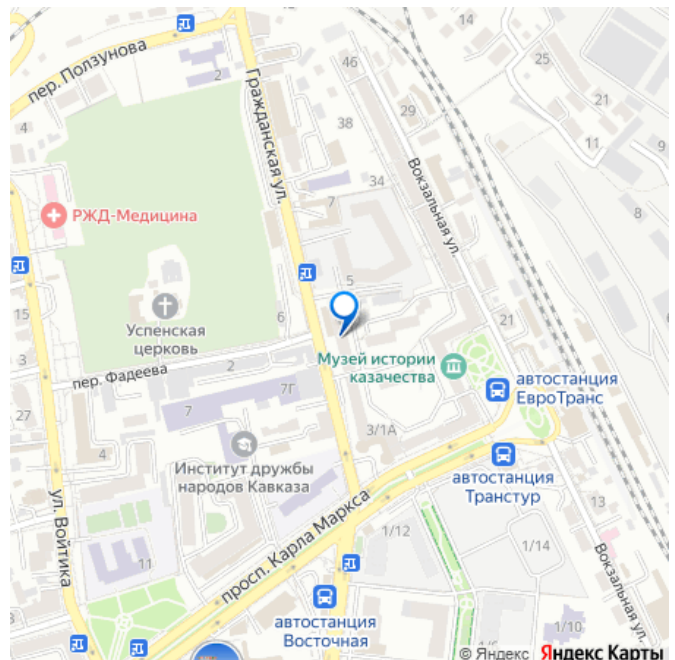 14
пер. Ползунова
2
4
Гражданская ул.
46
25
29
21
38
11
9
Вокзальная ул.
34
7
8
РЖД-Медицина
5
15
Успенская
церковь
6
21
3
пер. Фадеева
2
Музей истории
казачества
автостанция
ЕвроТранс
7Г
7
27
3/1А
4
Институт дружбы
народов Кавказа
автостанция
Транстур
ул. Войтика
просп. Карла Маркса
13
1/12
1/14
11
Вокзальная ул.
автостанция
Восточная
1/10
© Яндекс Яндекс Карты